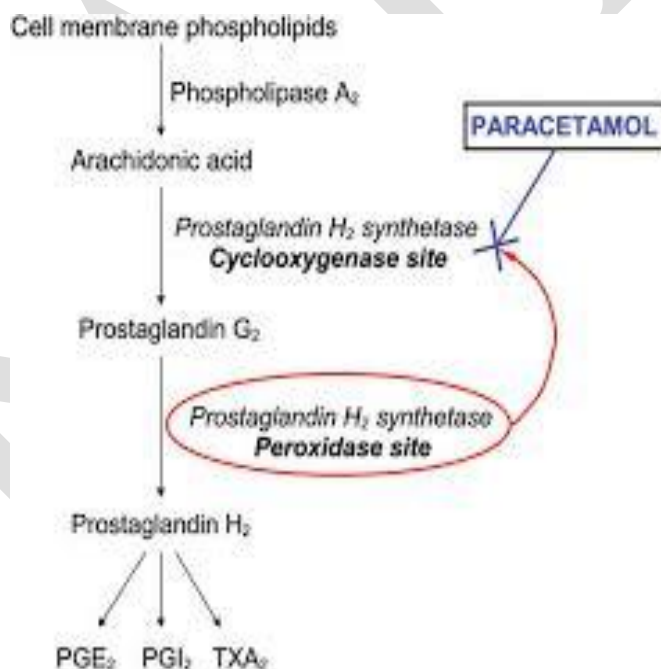 Cell membrane phospholipids
Phospholipase A₂
PARACETAMOL
Arachidonic acid
Prostaglandin H₂ synthetase
Cyclooxygenase site
Prostaglandin G₂
Prostaglandin H₂ synthetase
Peroxidase site
Prostaglandin H₂
PGE₂ PGI₂ TXA₂